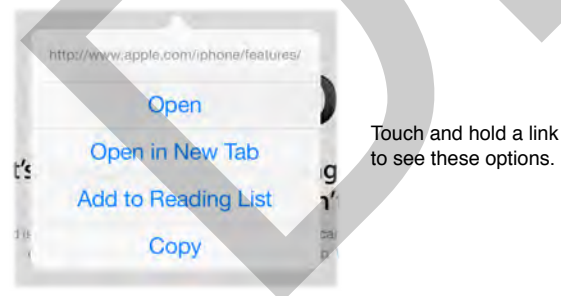 http://www.apple.com/iphone/features/
Open
Open in New Tab
Add to Reading List
Copy
Touch and hold a link
to see these options.